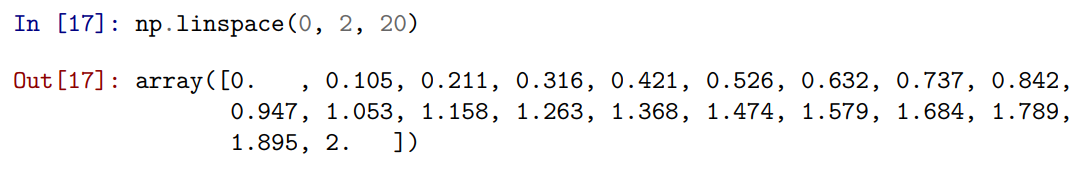 In [17]: np.linspace(0, 2, 20)
Out[17]: array([0.   , 0.105, 0.211, 0.316, 0.421, 0.526, 0.632, 0.737, 0.842,
0.947, 1.053, 1.158, 1.263, 1.368, 1.474, 1.579, 1.684, 1.789,
1.895, 2.   ])